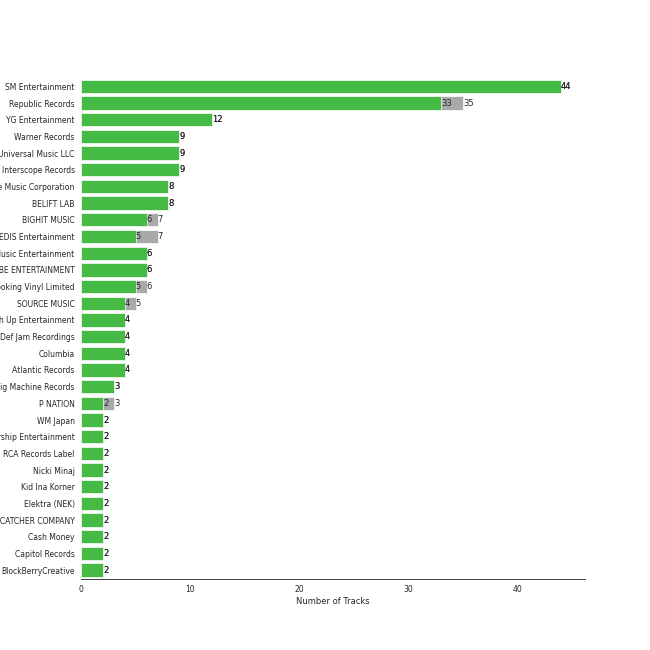 SM Entertainment 44
Republic Records 33 35
YG Entertainment 12
Warner Records 9
Universal Music LLC 9
Interscope Records 9
Music Corporation 8
BELIFT LAB 8
BIGHIT MUSIC 6 7
EDIS Entertainment 5 7
Music Entertainment 6
BE ENTERTAINMENT 6
ooking Vinyl Limited 5 6
SOURCE MUSIC 4 5
h Up Entertainment 4
Def Jam Recordings 4
Columbia 4
Atlantic Records 4
ig Machine Records 3
P NATION 2 3
WM Japan 2
rship Entertainment 2
RCA Records Label 2
Nicki Minaj 2
Kid Ina Korner 2
Elektra (NEK) 2
CATCHER COMPANY 2
Cash Money 2
Capitol Records 2
BlockBerryCreative 2
0 10 20 30 40
Number of Tracks